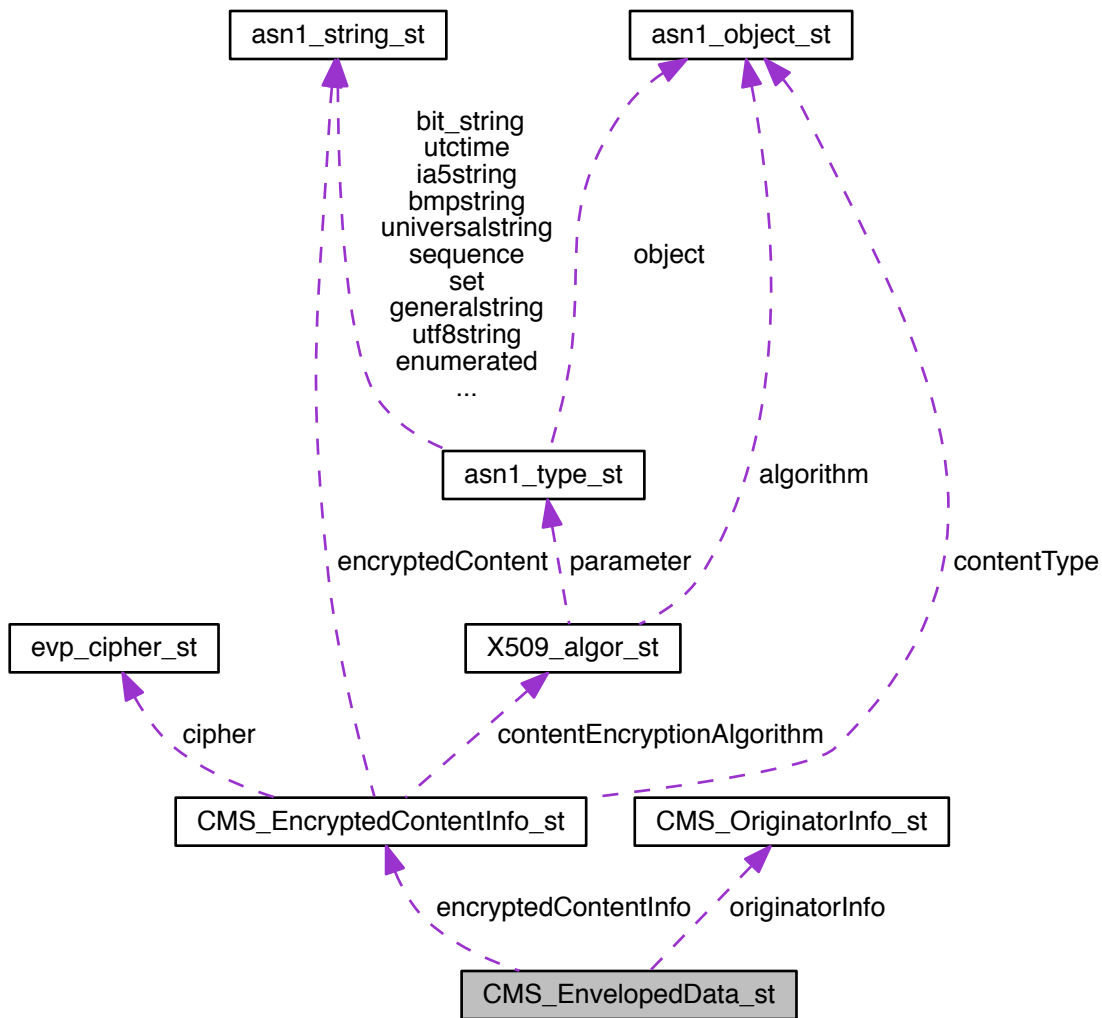 asn1_string_st
asn1_object_st
bit_string
utctime
ia5string
bmpstring
universalstring
sequence
object
set
generalstring
utf8string
enumerated
...
asn1_type_st
algorithm
encryptedContent
parameter
contentType
evp_cipher_st
X509_algor_st
cipher
contentEncryptionAlgorithm
CMS_EncryptedContentInfo_st
CMS_OriginatorInfo_st
encryptedContentInfo
originatorInfo
CMS_EnvelopedData_st